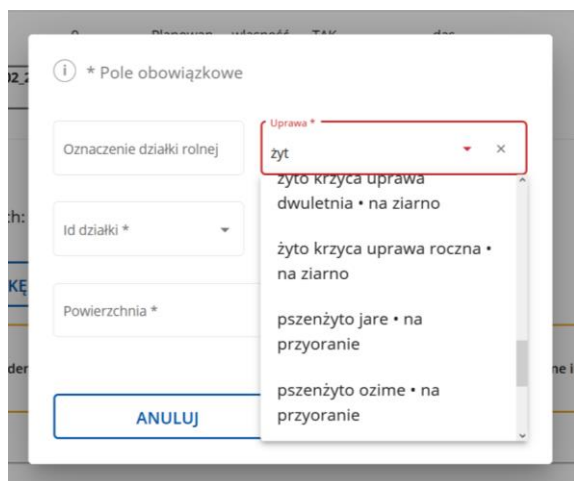 * Pole obowiązkowe
Oznaczenie działki rolnej
Uprawa *
żyt
Id działki *
Powierzchnia *
żyto krzyca uprawa
dwuletnia • na ziarno
żyto krzyca uprawa roczna •
na ziarno
pszenżyto jare • na
przyoranie
pszenżyto ozime • na
przyoranie
ANULUJ